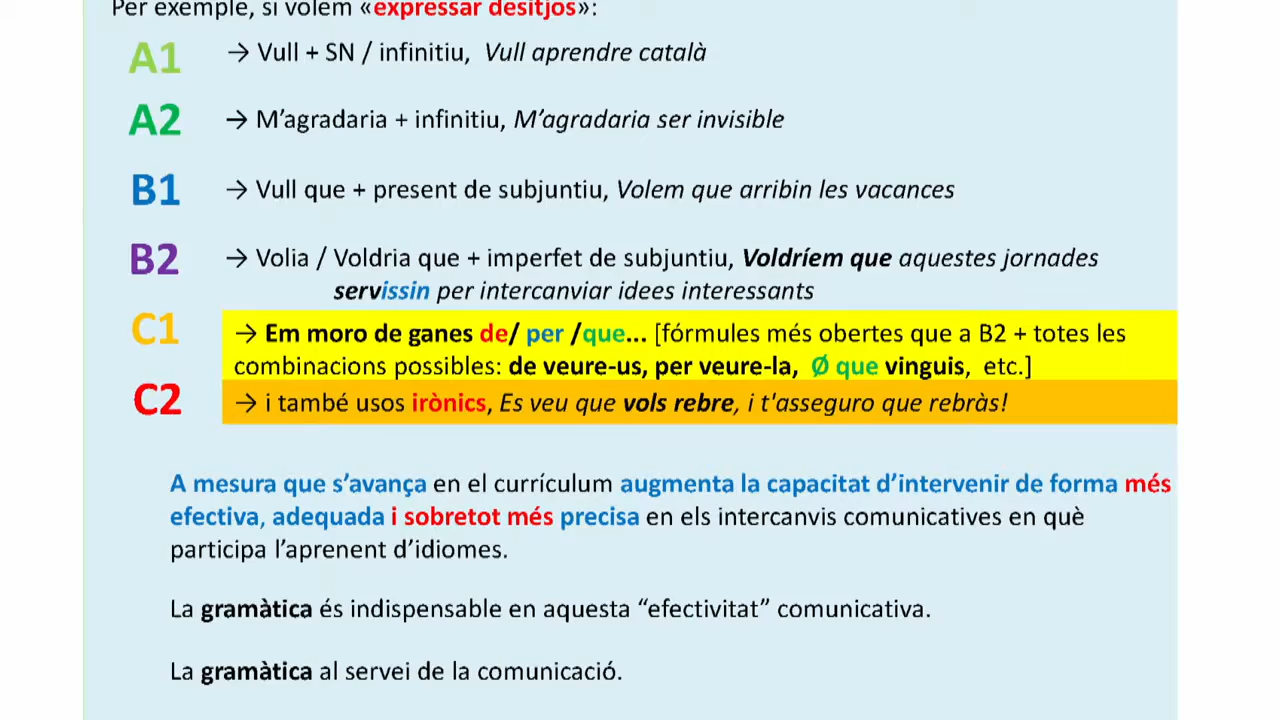 Per exemple, si volem «expressar desitjos»:
A1 → Vull + SN / infinitiu, Vull aprendre català
A2 → M’agradaria + infinitiu, M’agradaria ser invisible
B1 → Vull que + present de subjuntiu, Volem que arribin les vacances
B2 → Volia / Voldria que + imperfet de subjuntiu, Voldríem que aquestes jornades
servissin per intercanviar idees interessants
C1 → Em moro de ganes de/ per /que... [fórmules més obertes que a B2 + totes les
combinacions possibles: de veure-us, per veure-la, Ø que vinguis, etc.]
C2 → i també usos irònics, Es veu que vols rebre, i t'asseguro que rebràs!
A mesura que s’avança en el currículum augmenta la capacitat d’intervenir de forma més
efectiva, adequada i sobretot més precisa en els intercanvis comunicatives en què
participa l’aprenent d’idiomes.
La gramàtica és indispensable en aquesta “efectivitat” comunicativa.
La gramàtica al servei de la comunicació.